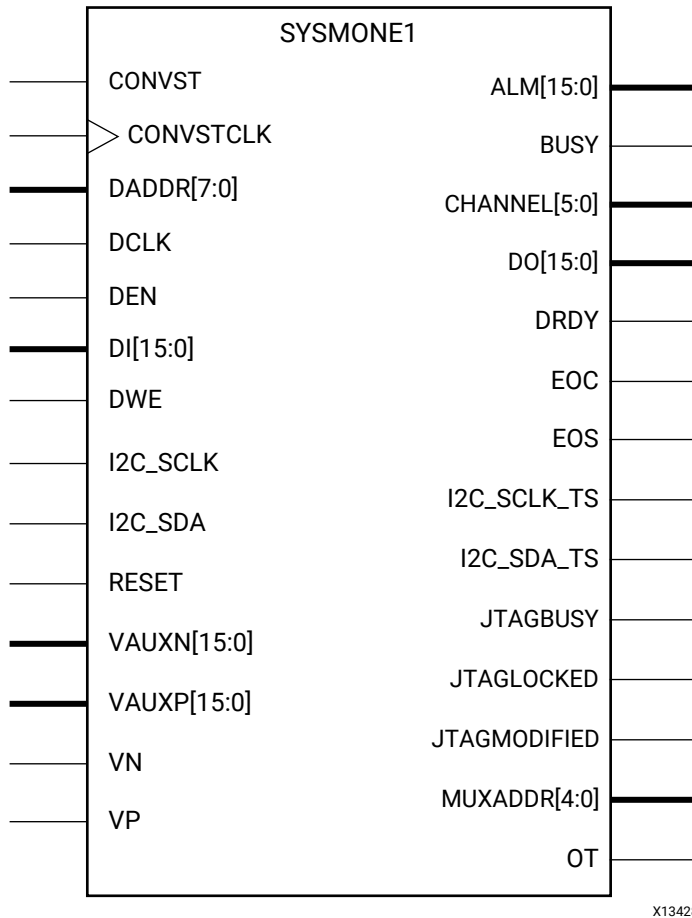 SYSMONE1
CONVST
CONVSTCLK
DADDR[7:0]
DCLK
DEN
DI[15:0]
DWE
I2C_SCLK
I2C_SDA
RESET
VAUXN[15:0]
VAUXP[15:0]
VN
VP
ALM[15:0]
BUSY
CHANNEL[5:0]
DO[15:0]
DRDY
EOC
EOS
I2C_SCLK_TS
I2C_SDA_TS
JTAGBUSY
JTAGLOCKED
JTAGMODIFIED
MUXADDR[4:0]
OT